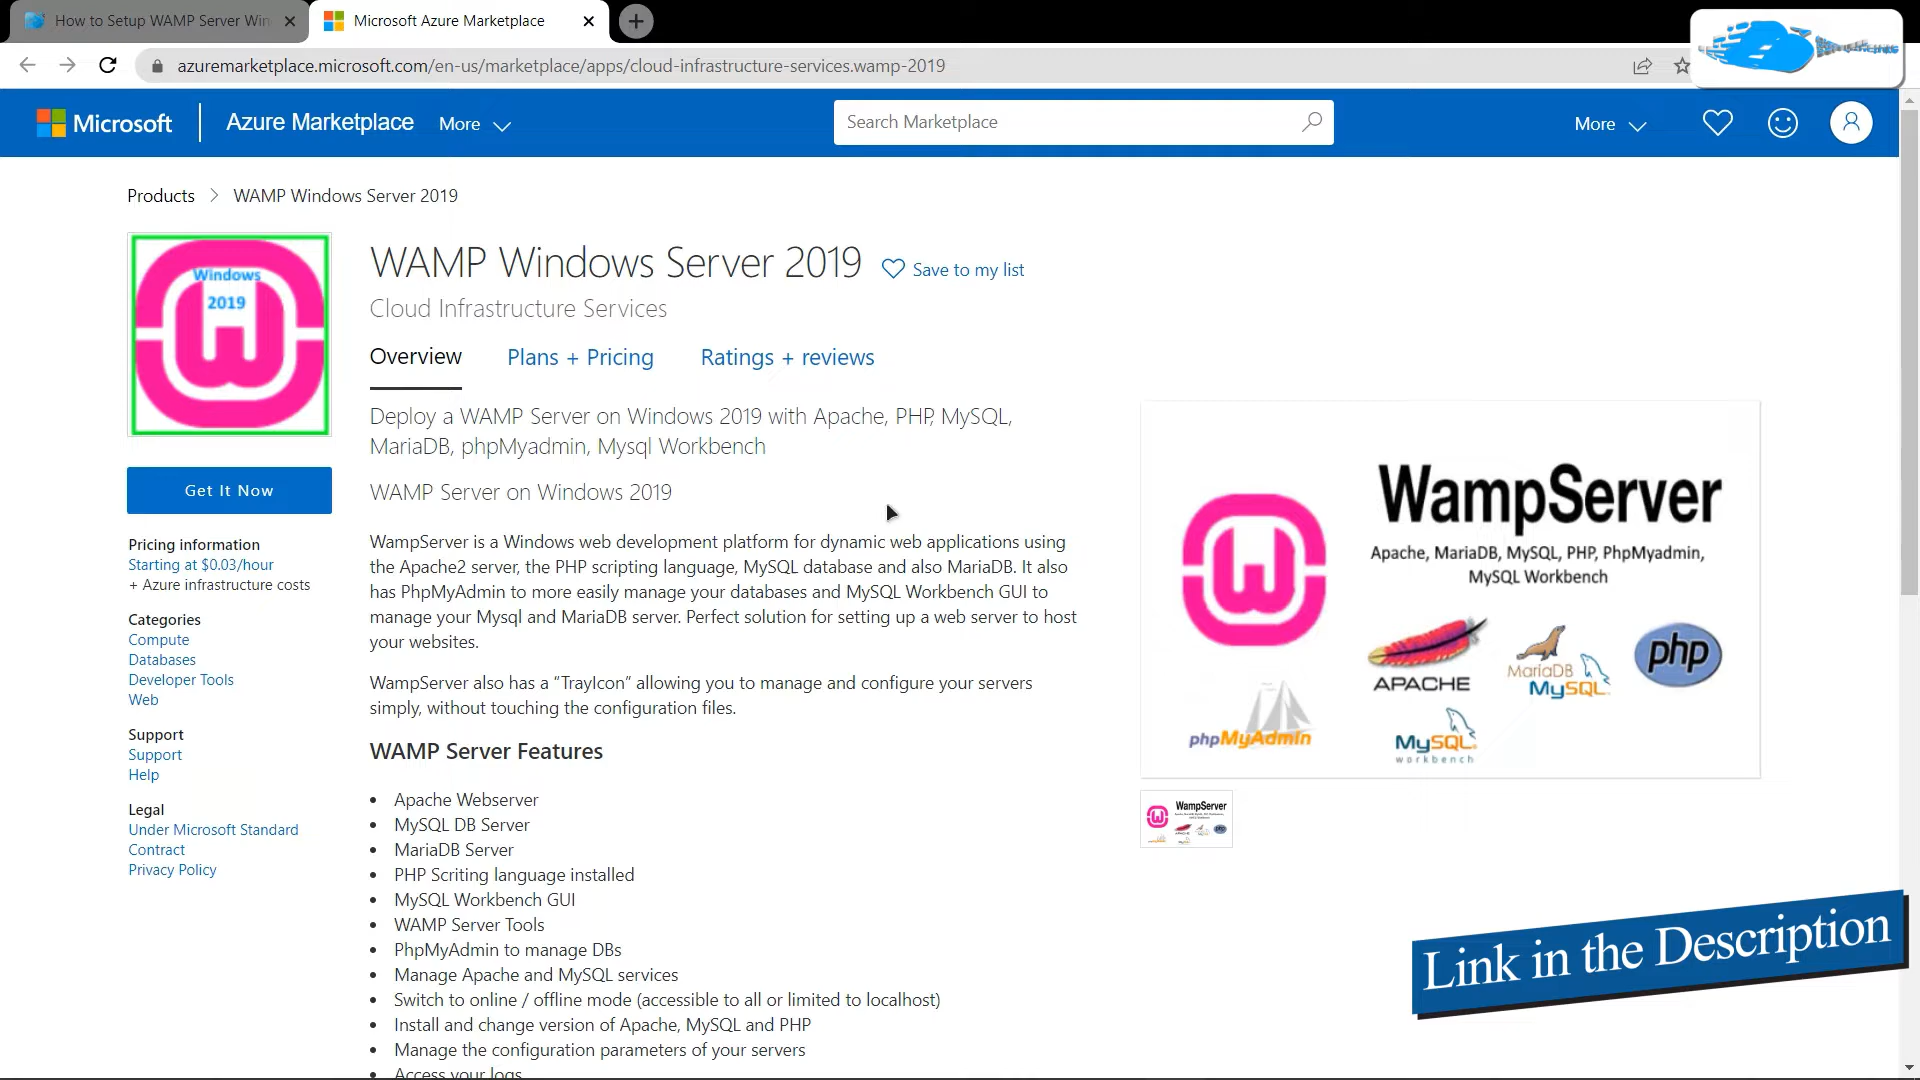 How to Setup WAMP Server Win
Microsoft Azure Marketplace
azuremarketplace.microsoft.com/en-us/marketplace/apps/cloud-infrastructure-services.wamp-2019
Microsoft
Azure Marketplace
More
Search Marketplace
More
Products
WAMP Windows Server 2019
Windows
2019
WAMP Windows Server 2019
Save to my list
Cloud Infrastructure Services
Overview
Plans + Pricing
Ratings + reviews
Deploy a WAMP Server on Windows 2019 with Apache, PHP, MySQL,
MariaDB, phpMyadmin, Mysql Workbench
Get It Now
WAMP Server on Windows 2019
WampServer is a Windows web development platform for dynamic web applications using
the Apache2 server, the PHP scripting language, MySQL database and also MariaDB. It also
has PhpMyAdmin to more easily manage your databases and MySQL Workbench GUI to
manage your Mysql and MariaDB server. Perfect solution for setting up a web server to host
your websites.
WampServer also has a “TrayIcon” allowing you to manage and configure your servers
simply, without touching the configuration files.
WAMP Server Features
• Apache Webserver
• MySQL DB Server
• MariaDB Server
• PHP Scriting language installed
• MySQL Workbench GUI
• WAMP Server Tools
• PhpMyAdmin to manage DBs
• Manage Apache and MySQL services
• Switch to online / offline mode (accessible to all or limited to localhost)
• Install and change version of Apache, MySQL and PHP
• Manage the configuration parameters of your servers
• Access your logs
Pricing information
Starting at $0.03/hour
+ Azure infrastructure costs
Categories
Compute
Databases
Developer Tools
Web
Support
Support
Help
Legal
Under Microsoft Standard
Contract
Privacy Policy
WampServer
Apache, MariaDB, MySQL, PHP, PhpMyadmin,
MySQL Workbench
APACHE
MariaDB
MySQL
php
phpMyAdmin
MySQL
workbench
WampServer
Link in the Description